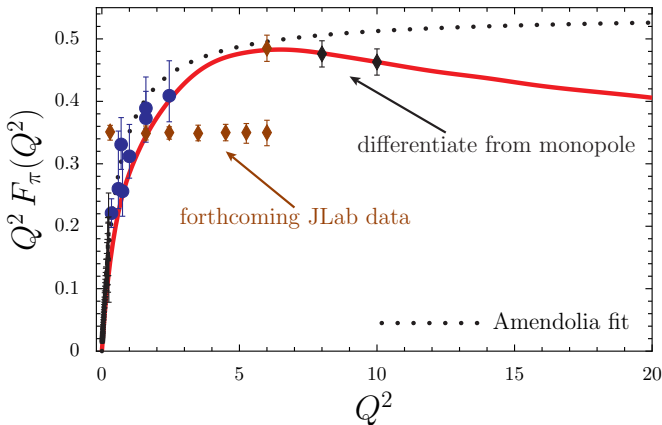 0.5
0.4
0.3
0.2
0.1
0
Q² F_π(Q²)
differentiate from monopole
forthcoming JLab data
Amendolia fit
0 5 10 15 20
Q²